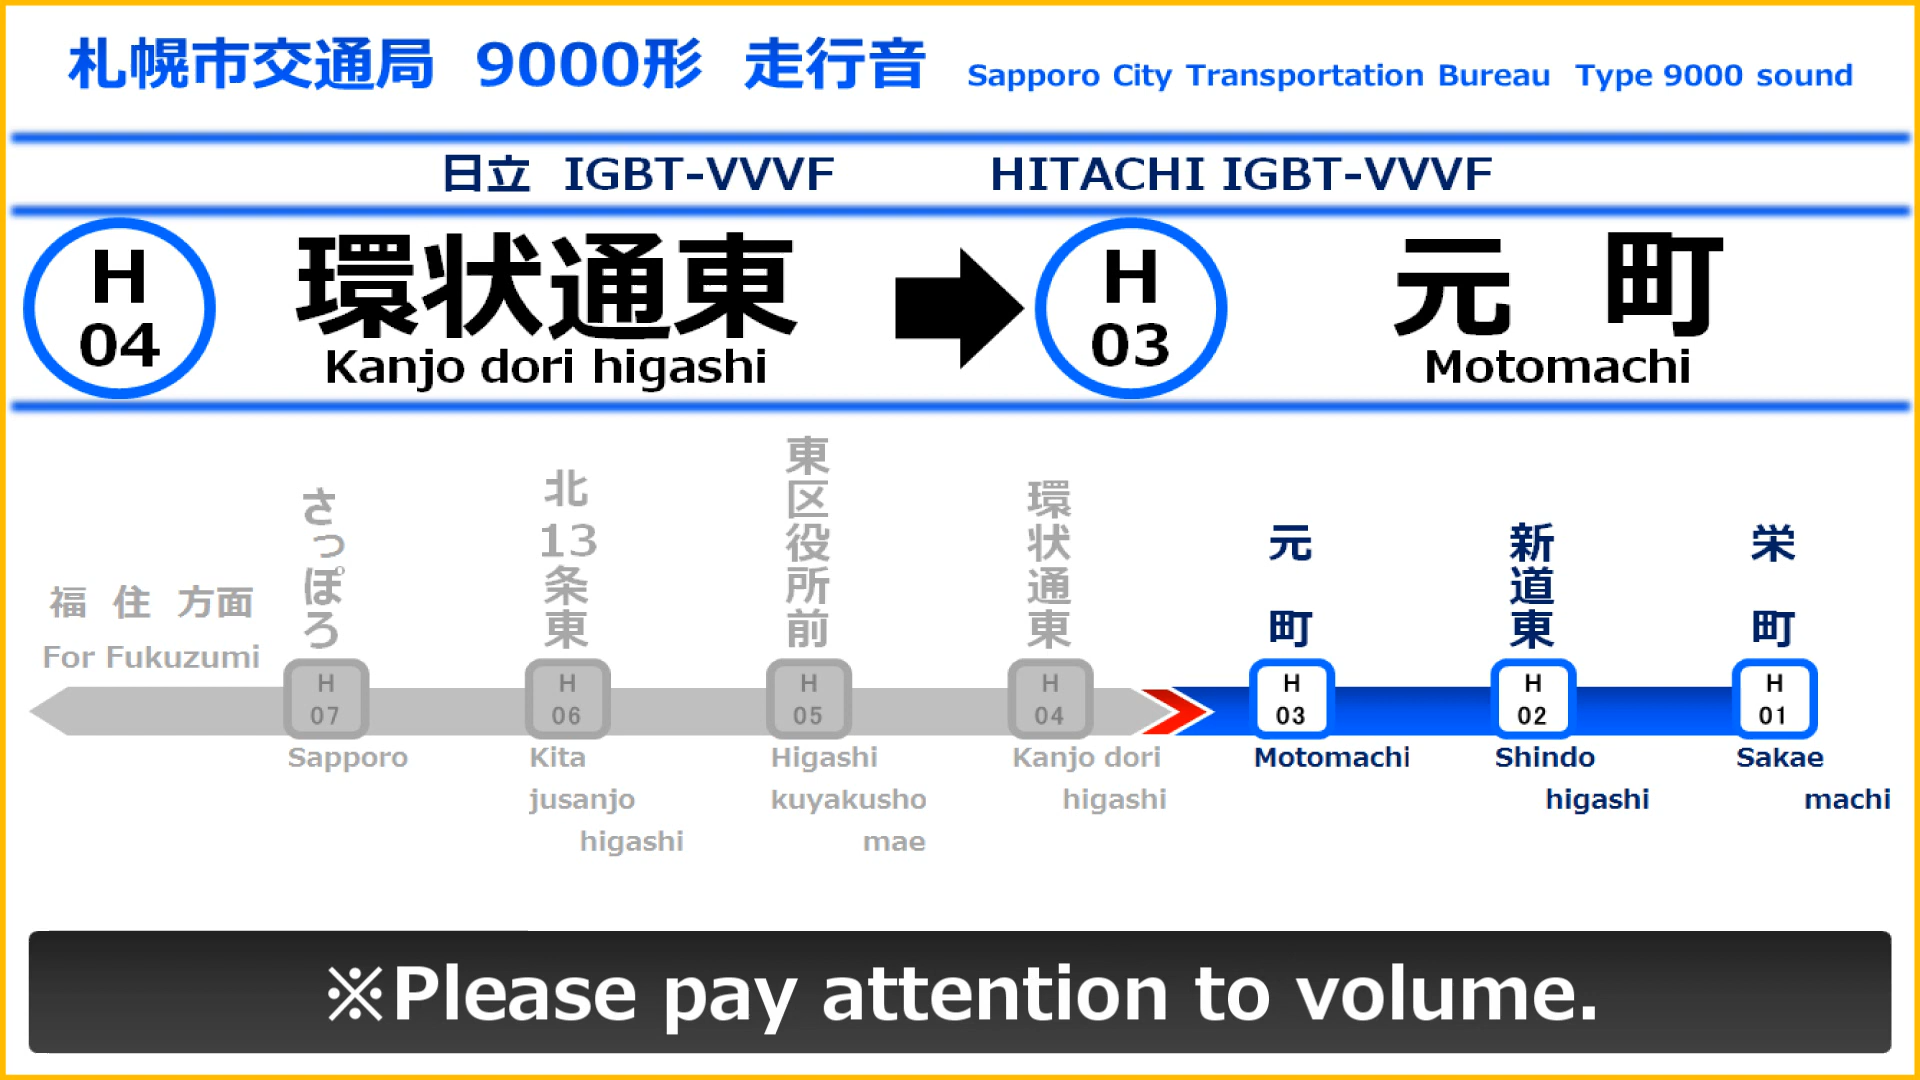 札幌市交通局 9000形 走行音 Sapporo City Transportation Bureau Type 9000 sound
日立 IGBT-VVVF HITACHI IGBT-VVVF
H
04
環状通東
Kanjo dori higashi
H
03
元 町
Motomachi
福 住 方面
For Fukuzumi
さっぽろ
H
07
Sapporo
北13条東
H
06
Kita
jusanjo
higashi
東区役所前
H
05
Higashi
kuyakusho
mae
環状通東
H
04
Kanjo dori
higashi
元 町
H
03
Motomachi
新道東
H
02
Shindo
higashi
栄 町
H
01
Sakae
machi
※Please pay attention to volume.